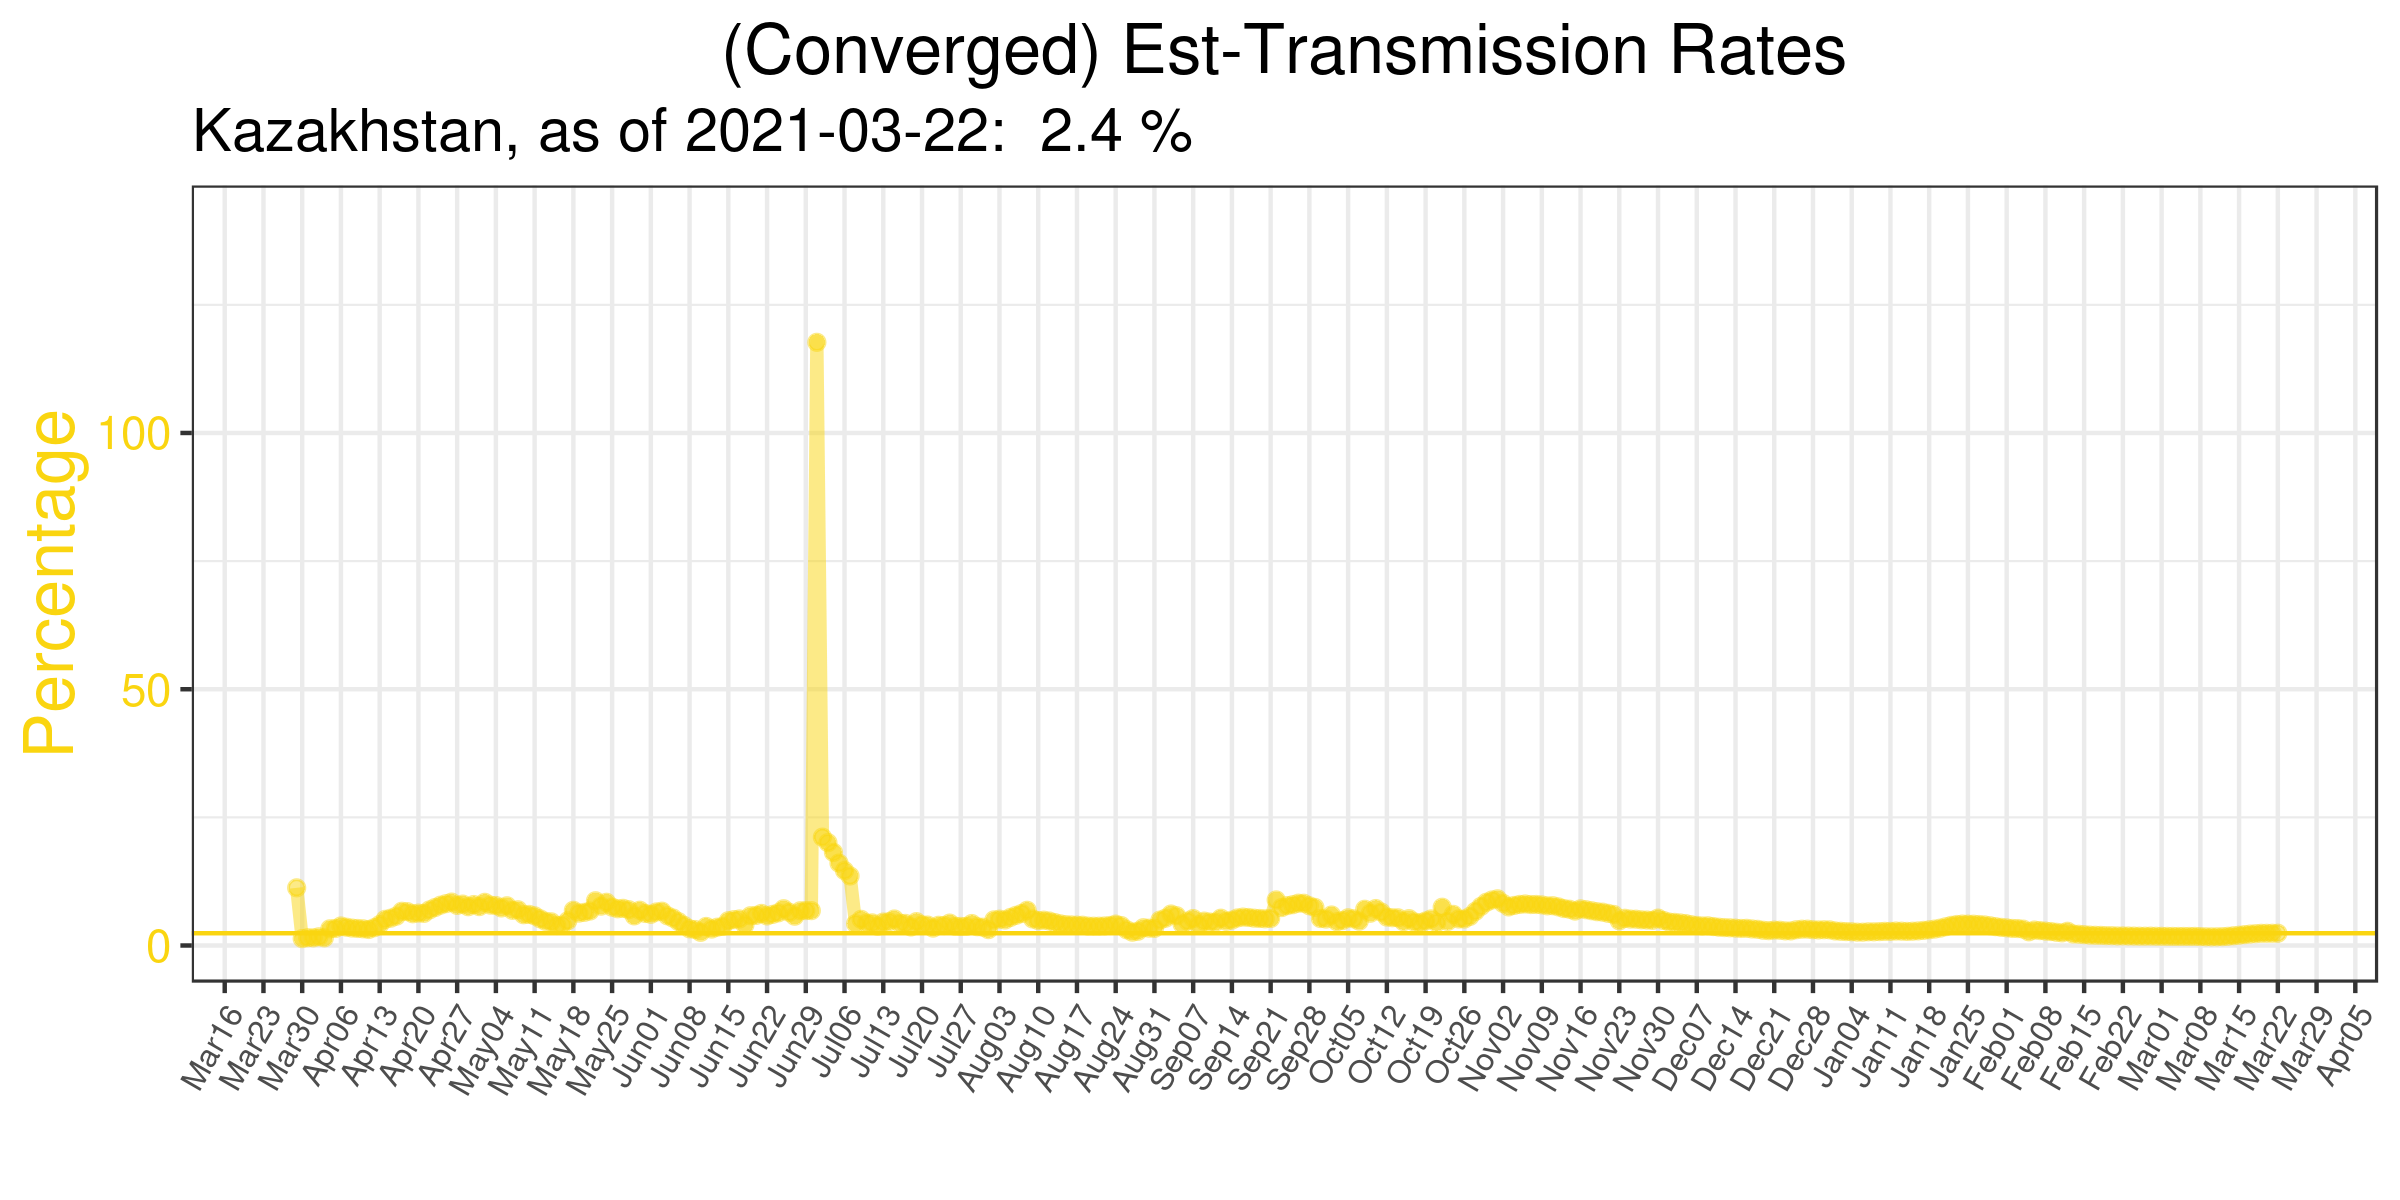 (Converged) Est-Transmission Rates
Kazakhstan, as of 2021-03-22:  2.4 %
Percentage
100
50
0
Mar16
Mar23
Mar30
Apr06
Apr13
Apr20
Apr27
May04
May11
May18
May25
Jun01
Jun08
Jun15
Jun22
Jun29
Jul06
Jul13
Jul20
Jul27
Aug03
Aug10
Aug17
Aug24
Aug31
Sep07
Sep14
Sep21
Sep28
Oct05
Oct12
Oct19
Oct26
Nov02
Nov09
Nov16
Nov23
Nov30
Dec07
Dec14
Dec21
Dec28
Jan04
Jan11
Jan18
Jan25
Feb01
Feb08
Feb15
Feb22
Mar01
Mar08
Mar15
Mar22
Mar29
Apr05